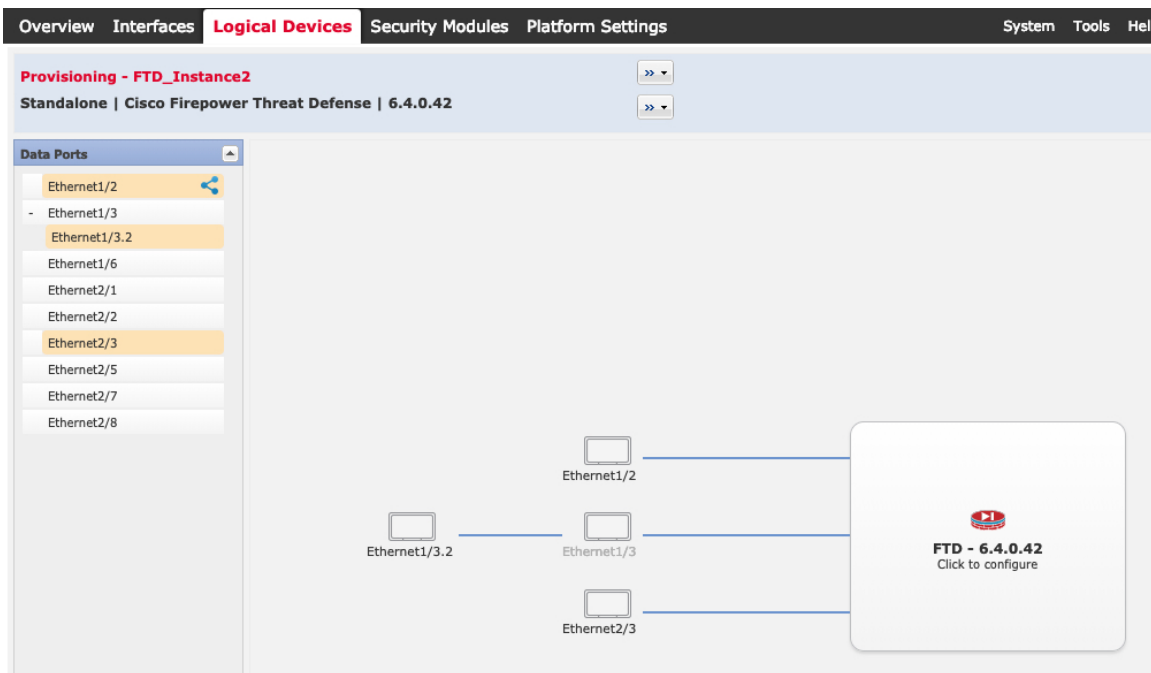 Overview Interfaces Logical Devices Security Modules Platform Settings System Tools Hel
Provisioning - FTD_Instance2
Standalone | Cisco Firepower Threat Defense | 6.4.0.42
Data Ports
Ethernet1/2
- Ethernet1/3
Ethernet1/3.2
Ethernet1/6
Ethernet2/1
Ethernet2/2
Ethernet2/3
Ethernet2/5
Ethernet2/7
Ethernet2/8
Ethernet1/2
Ethernet1/3.2
Ethernet1/3
Ethernet2/3
FTD - 6.4.0.42
Click to configure